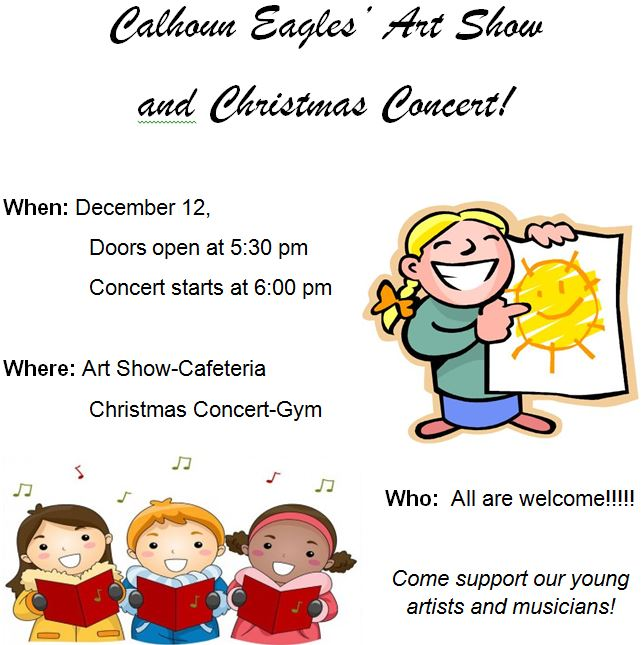 Calhoun Eagles' Art Show
and Christmas Concert!
When: December 12,
Doors open at 5:30 pm
Concert starts at 6:00 pm
Where: Art Show-Cafeteria
Christmas Concert-Gym
Who: All are welcome!!!!!
Come support our young
artists and musicians!